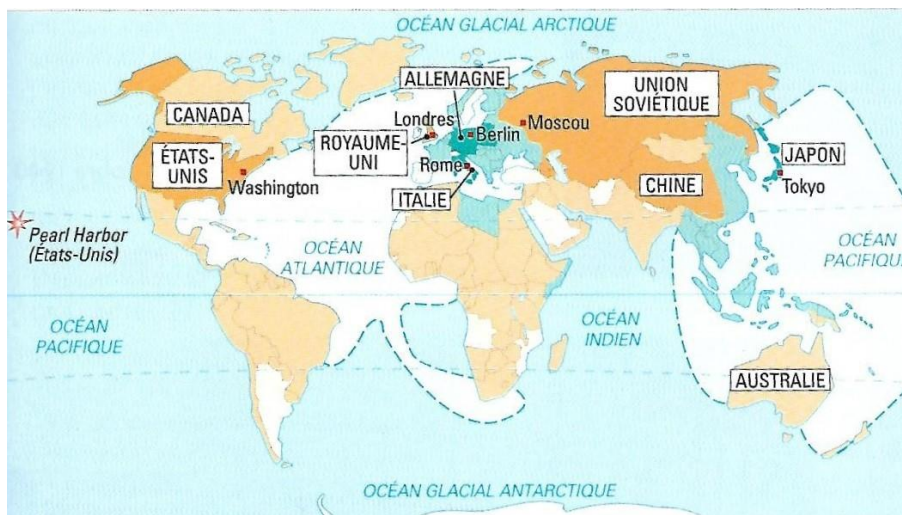 OCÉAN GLACIAL ARCTIQUE
ALLEMAGNE
UNION
SOVIÉTIQUE
CANADA
Londres
Moscou
ROYAUME-
UNI
Berlin
ÉTATS-
UNIS
Rome
JAPON
Washington
ITALIE
CHINE
Tokyo
Pearl Harbor
(États-Unis)
OCÉAN
ATLANTIQUE
OCÉAN
PACIFIQUE
OCÉAN
PACIFIQUE
OCÉAN
INDIEN
AUSTRALIE
OCÉAN GLACIAL ANTARCTIQUE